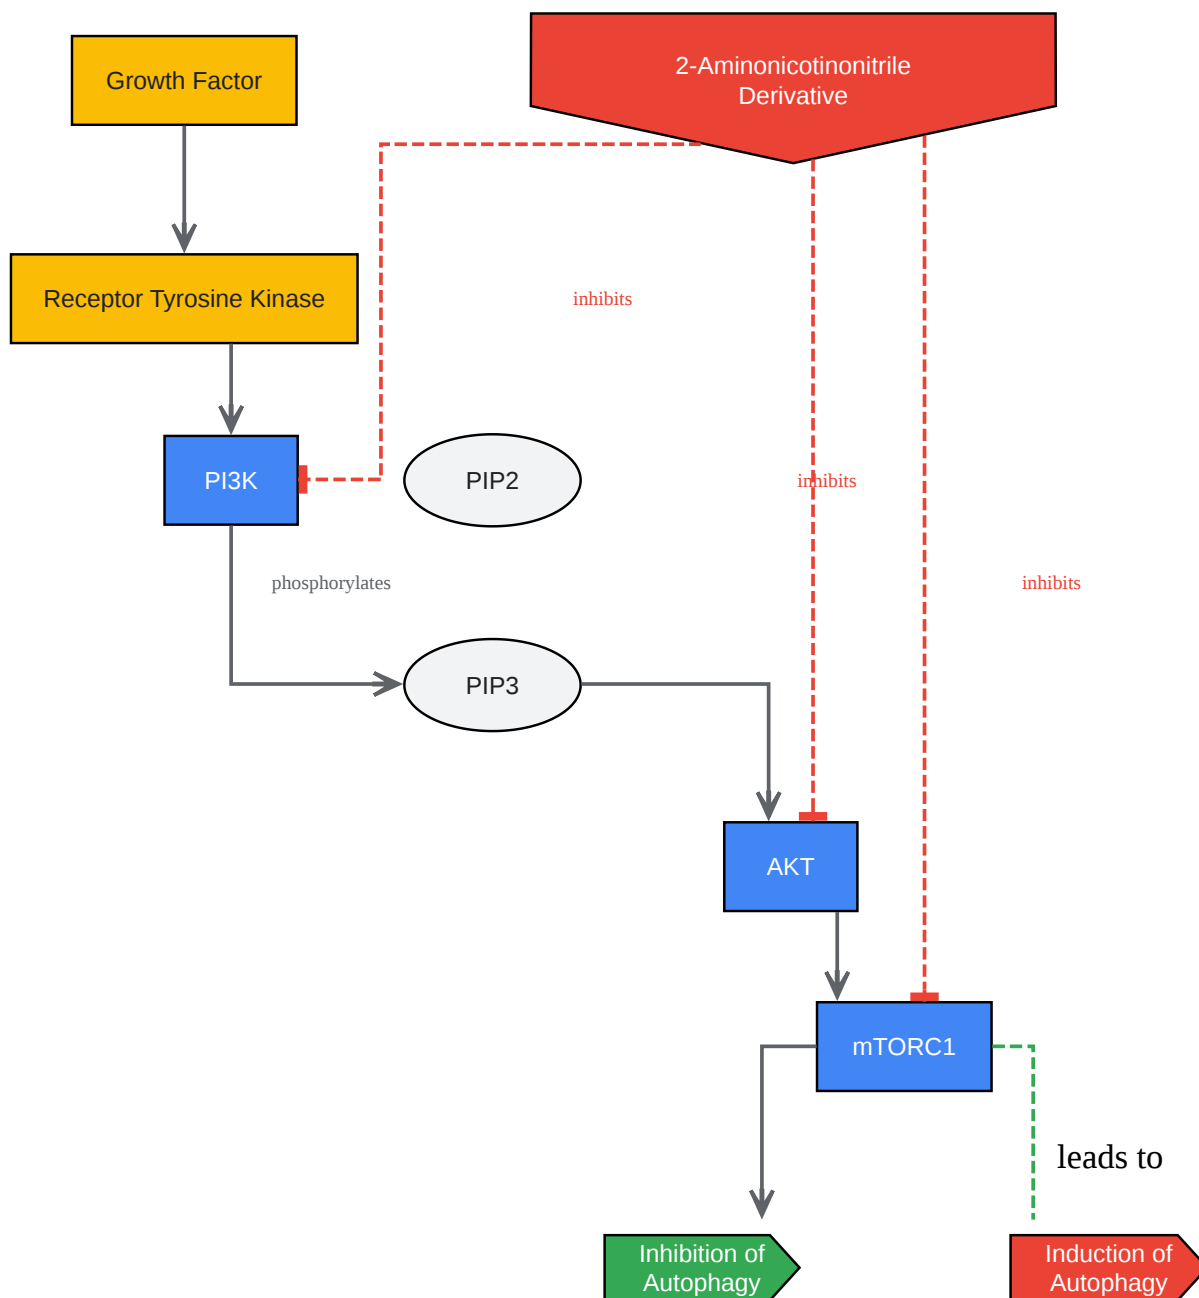 Growth Factor
2-Aminonicotinonitrile
Derivative
Receptor Tyrosine Kinase
inhibits
PI3K
PIP2
inhibits
phosphorylates
inhibits
PIP3
AKT
mTORC1
leads to
Inhibition of
Autophagy
Induction of
Autophagy